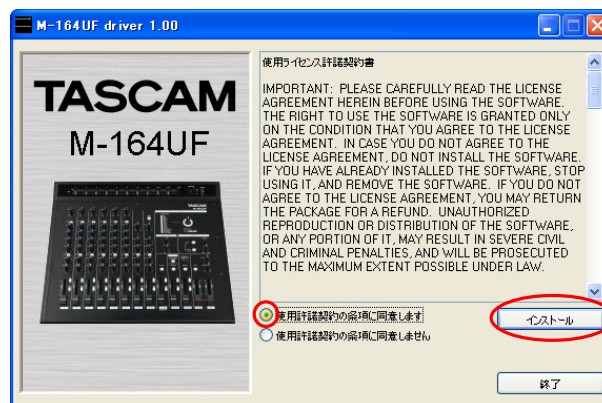 M-164UF driver 1.00
TASCAM
M-164UF
使用ライセンス許諾契約書
IMPORTANT: PLEASE CAREFULLY READ THE LICENSE
AGREEMENT HEREIN BEFORE USING THE SOFTWARE.
THE RIGHT TO USE THE SOFTWARE IS GRANTED ONLY
ON THE CONDITION THAT YOU AGREE TO THE LICENSE
AGREEMENT. IN CASE YOU DO NOT AGREE TO THE
LICENSE AGREEMENT, DO NOT INSTALL THE SOFTWARE.
IF YOU HAVE ALREADY INSTALLED THE SOFTWARE, STOP
USING IT, AND REMOVE THE SOFTWARE. IF YOU DO NOT
AGREE TO THE LICENSE AGREEMENT, YOU MAY RETURN
THE PACKAGE FOR A REFUND. UNAUTHORIZED
REPRODUCTION OR DISTRIBUTION OF THE SOFTWARE,
OR ANY PORTION OF IT, MAY RESULT IN SEVERE CIVIL
AND CRIMINAL PENALTIES, AND WILL BE PROSECUTED
TO THE MAXIMUM EXTENT POSSIBLE UNDER LAW.
使用許諾契約の条項に同意します
インストール
使用許諾契約の条項に同意しません
終了